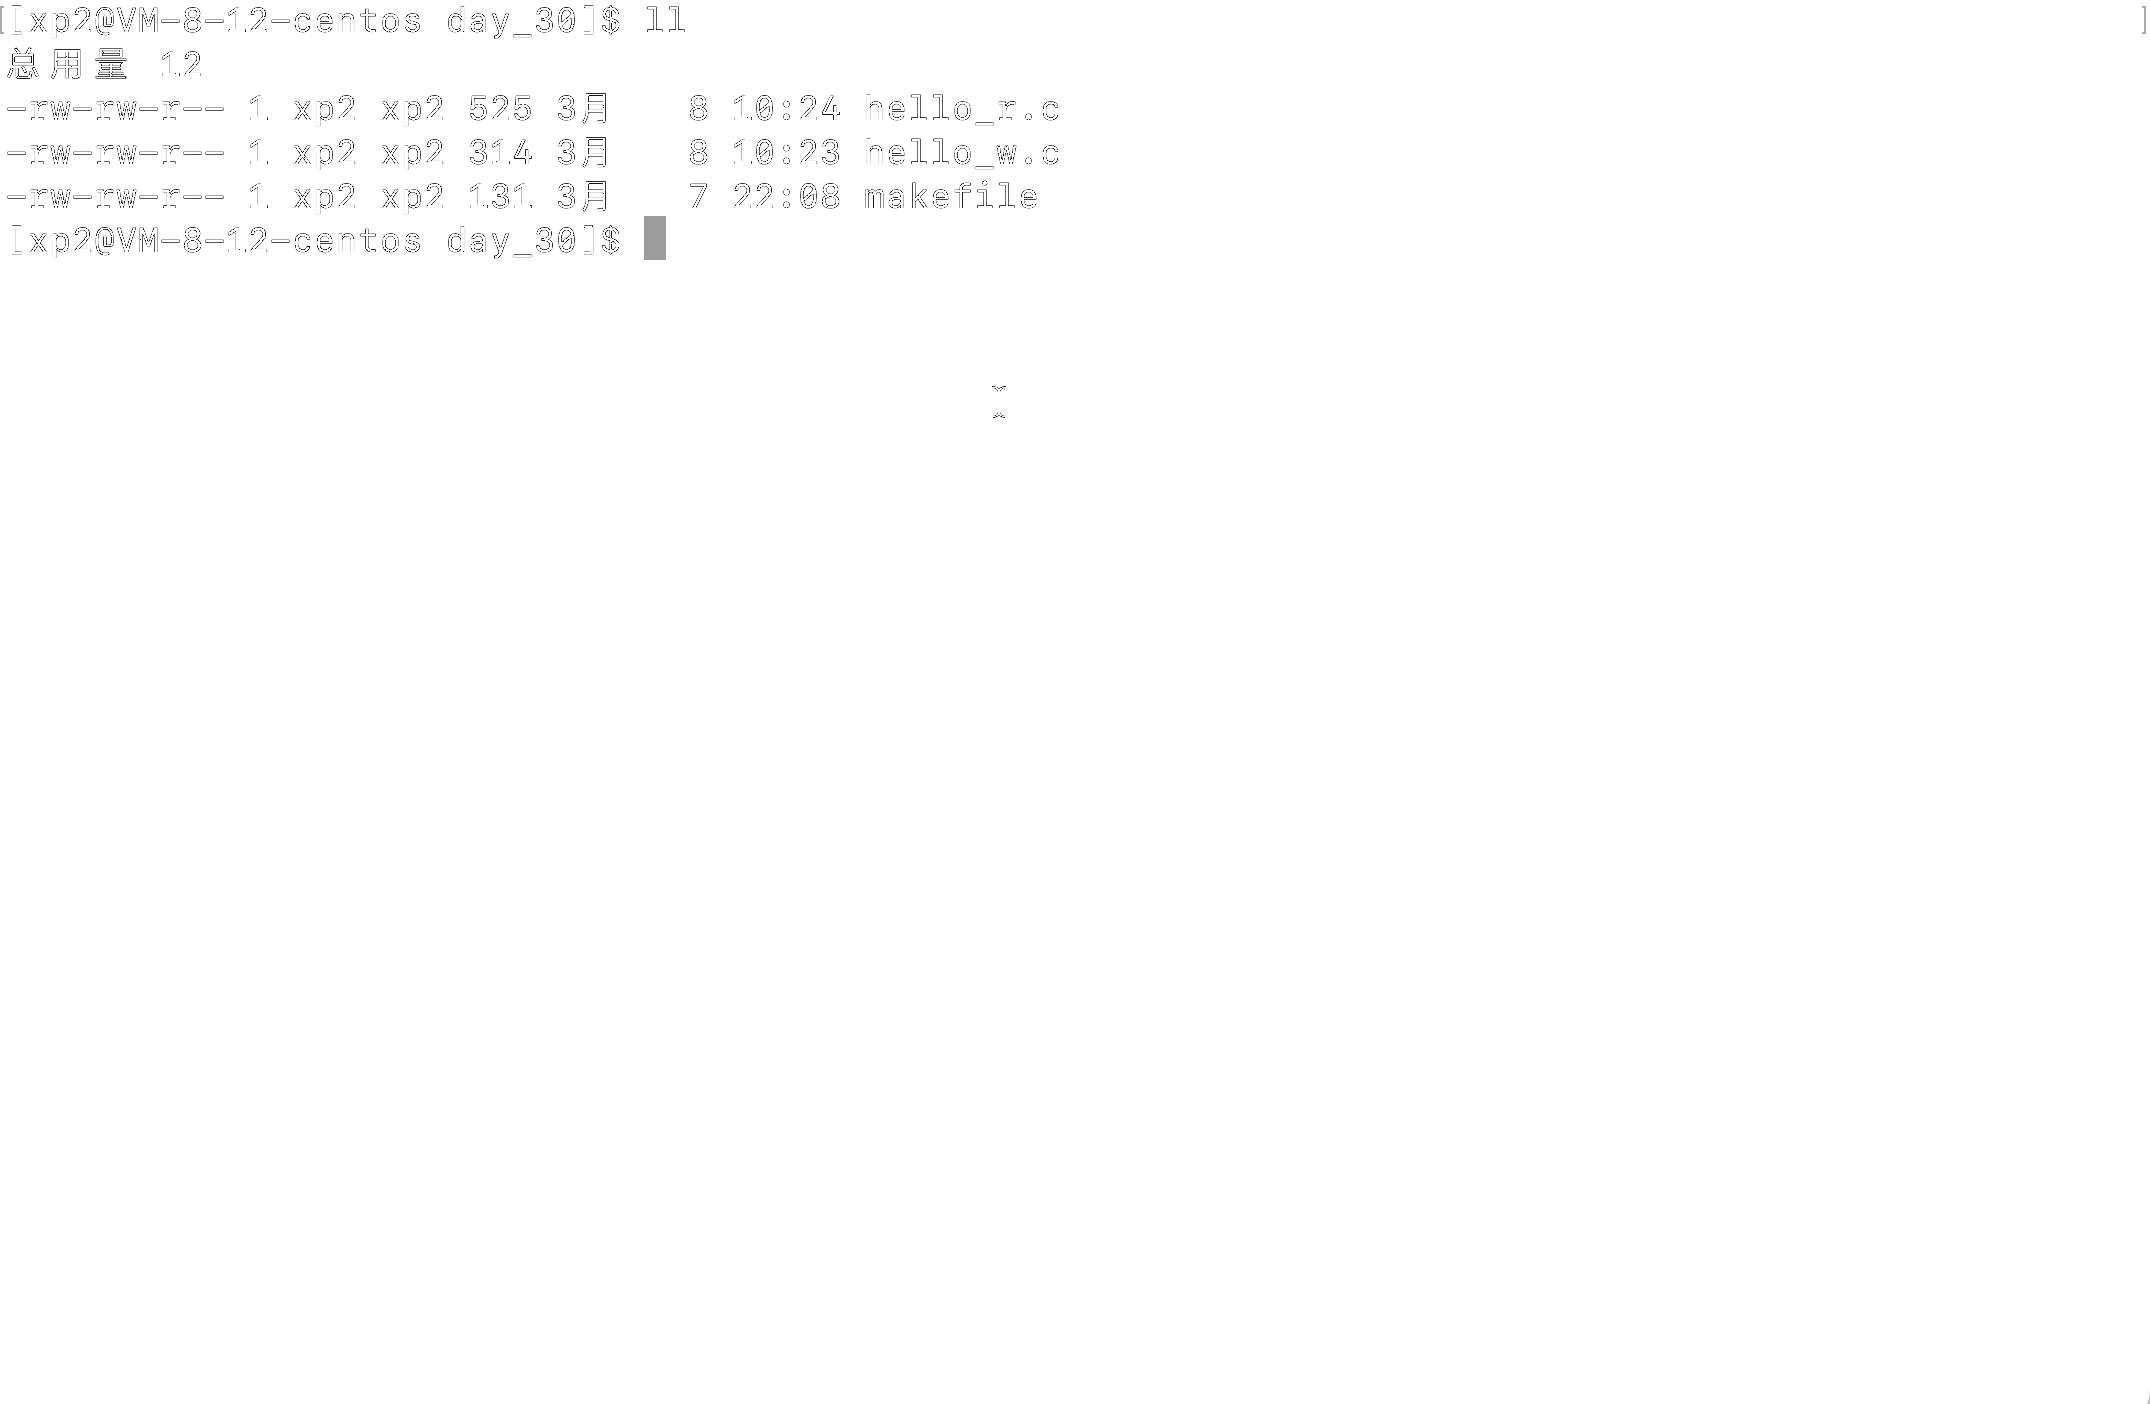 [xp2@VM-8-12-centos day_30]$ ll
总用量 12
-rw-rw-r-- 1 xp2 xp2 525 3月    8 10:24 hello_r.c
-rw-rw-r-- 1 xp2 xp2 314 3月    8 10:23 hello_w.c
-rw-rw-r-- 1 xp2 xp2 131 3月    7 22:08 makefile
[xp2@VM-8-12-centos day_30]$